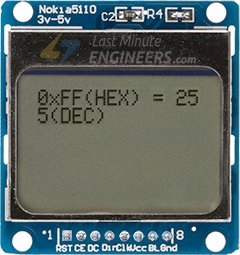 Nokia5110
3v-5v
C2
R4
Last Minute
ENGINEERS.com
0xFF(HEX) = 25
5(DEC)
1
8
RST CE DC Din Clk Vcc BL Gnd